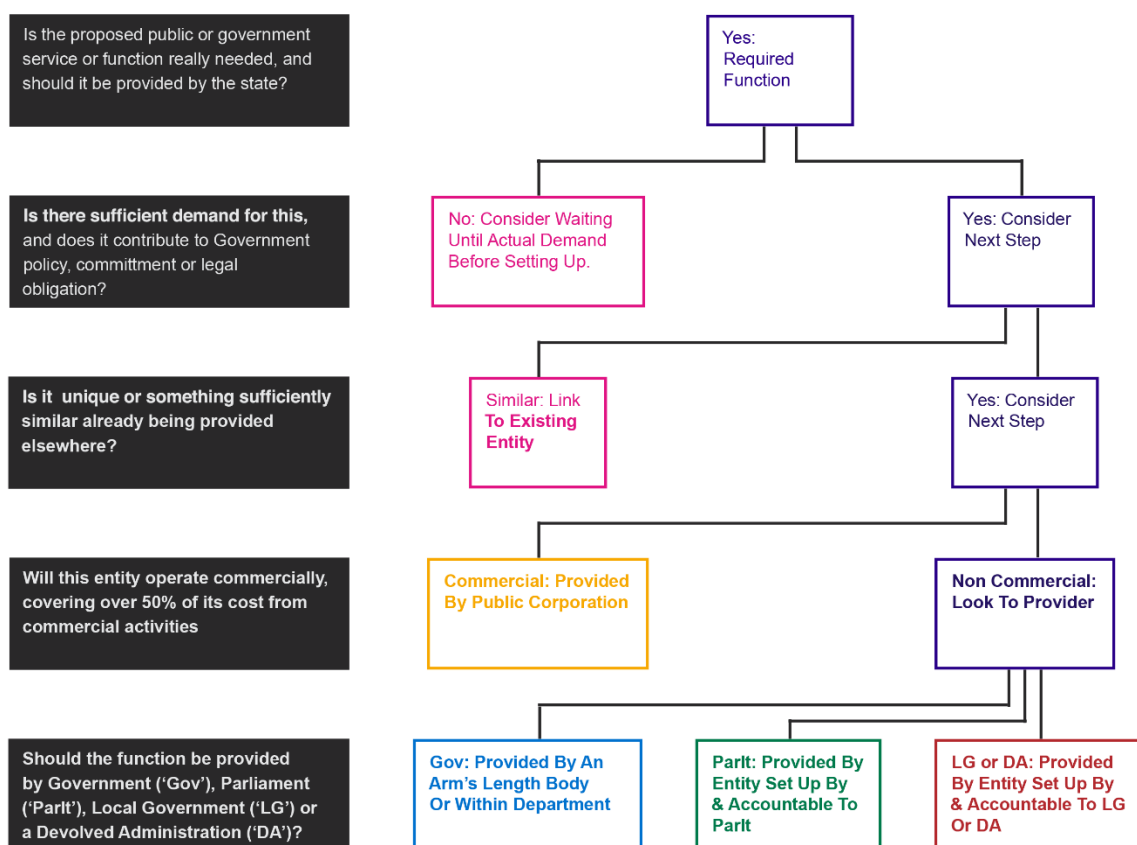 Is the proposed public or government
service or function really needed, and
should it be provided by the state?
Yes:
Required
Function
Is there sufficient demand for this,
and does it contribute to Government
policy, committment or legal
obligation?
No: Consider Waiting
Until Actual Demand
Before Setting Up.
Yes: Consider
Next Step
Is it unique or something sufficiently
similar already being provided
elsewhere?
Similar: Link
To Existing
Entity
Yes: Consider
Next Step
Will this entity operate commercially,
covering over 50% of its cost from
commercial activities
Commercial: Provided
By Public Corporation
Non Commercial:
Look To Provider
Should the function be provided
by Government (‘Gov’), Parliament
(‘Parlt’), Local Government (‘LG’) or
a Devolved Administration (‘DA’)?
Gov: Provided By An
Arm’s Length Body
Or Within Department
Parlt: Provided By
Entity Set Up By
& Accountable To
Parlt
LG or DA: Provided
By Entity Set Up By
& Accountable To LG
Or DA